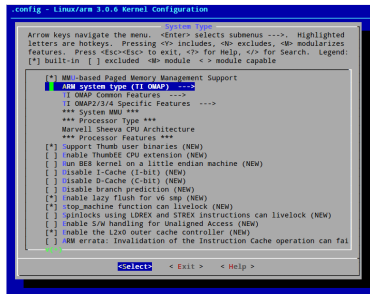 .config - Linux/arm 3.0.6 Kernel Configuration
System Type
Arrow keys navigate the menu. <Enter> selects submenus --->. Highlighted
letters are hotkeys. Pressing <Y> includes, <N> excludes, <M> modularizes
features. Press <Esc><Esc> to exit, <?> for Help, </> for Search. Legend:
[*] built-in [ ] excluded <M> module < > module capable
[*] MMU-based Paged Memory Management Support
ARM system type (TI OMAP) --->
TI OMAP Common Features --->
TI OMAP2/3/4 Specific Features --->
*** System MMU ***
*** Processor Type ***
Marvell Sheeva CPU Architecture
*** Processor Features ***
[*] Support Thumb user binaries (NEW)
[ ] Enable ThumbEE CPU extension (NEW)
[ ] Run BE8 kernel on a little endian machine (NEW)
[ ] Disable I-Cache (I-bit) (NEW)
[ ] Disable D-Cache (C-bit) (NEW)
[ ] Disable branch prediction (NEW)
[*] Enable lazy flush for v6 smp (NEW)
[*] stop_machine function can livelock (NEW)
[ ] Spinlocks using LDREX and STREX instructions can livelock (NEW)
[ ] Enable S/W handling for Unaligned Access (NEW)
[*] Enable the L2x0 outer cache controller (NEW)
[ ] ARM errata: Invalidation of the Instruction Cache operation can fai
<Select> < Exit > < Help >